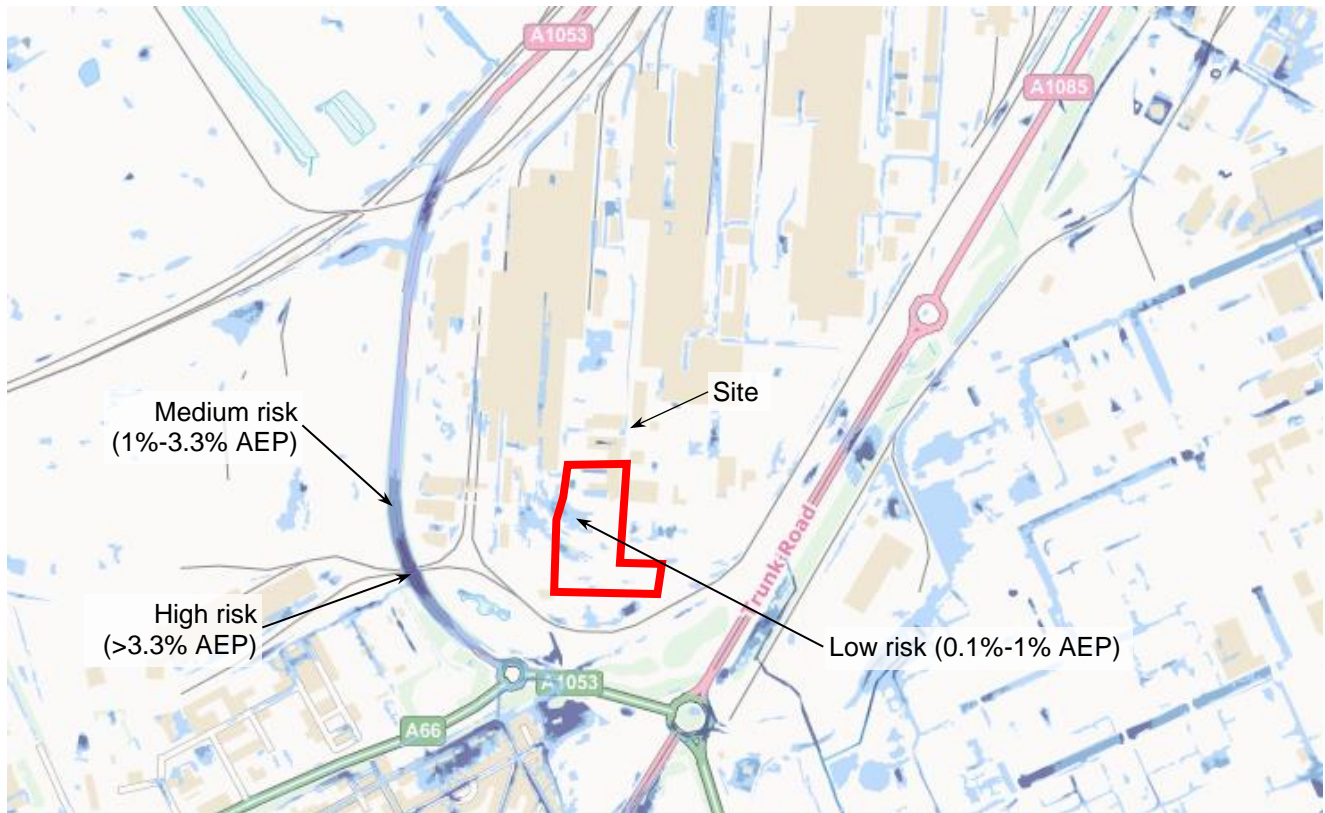 A1053
A1085
Site
Medium risk
(1%-3.3% AEP)
Trunk Road
High risk
(>3.3% AEP)
Low risk (0.1%-1% AEP)
A1053
A66